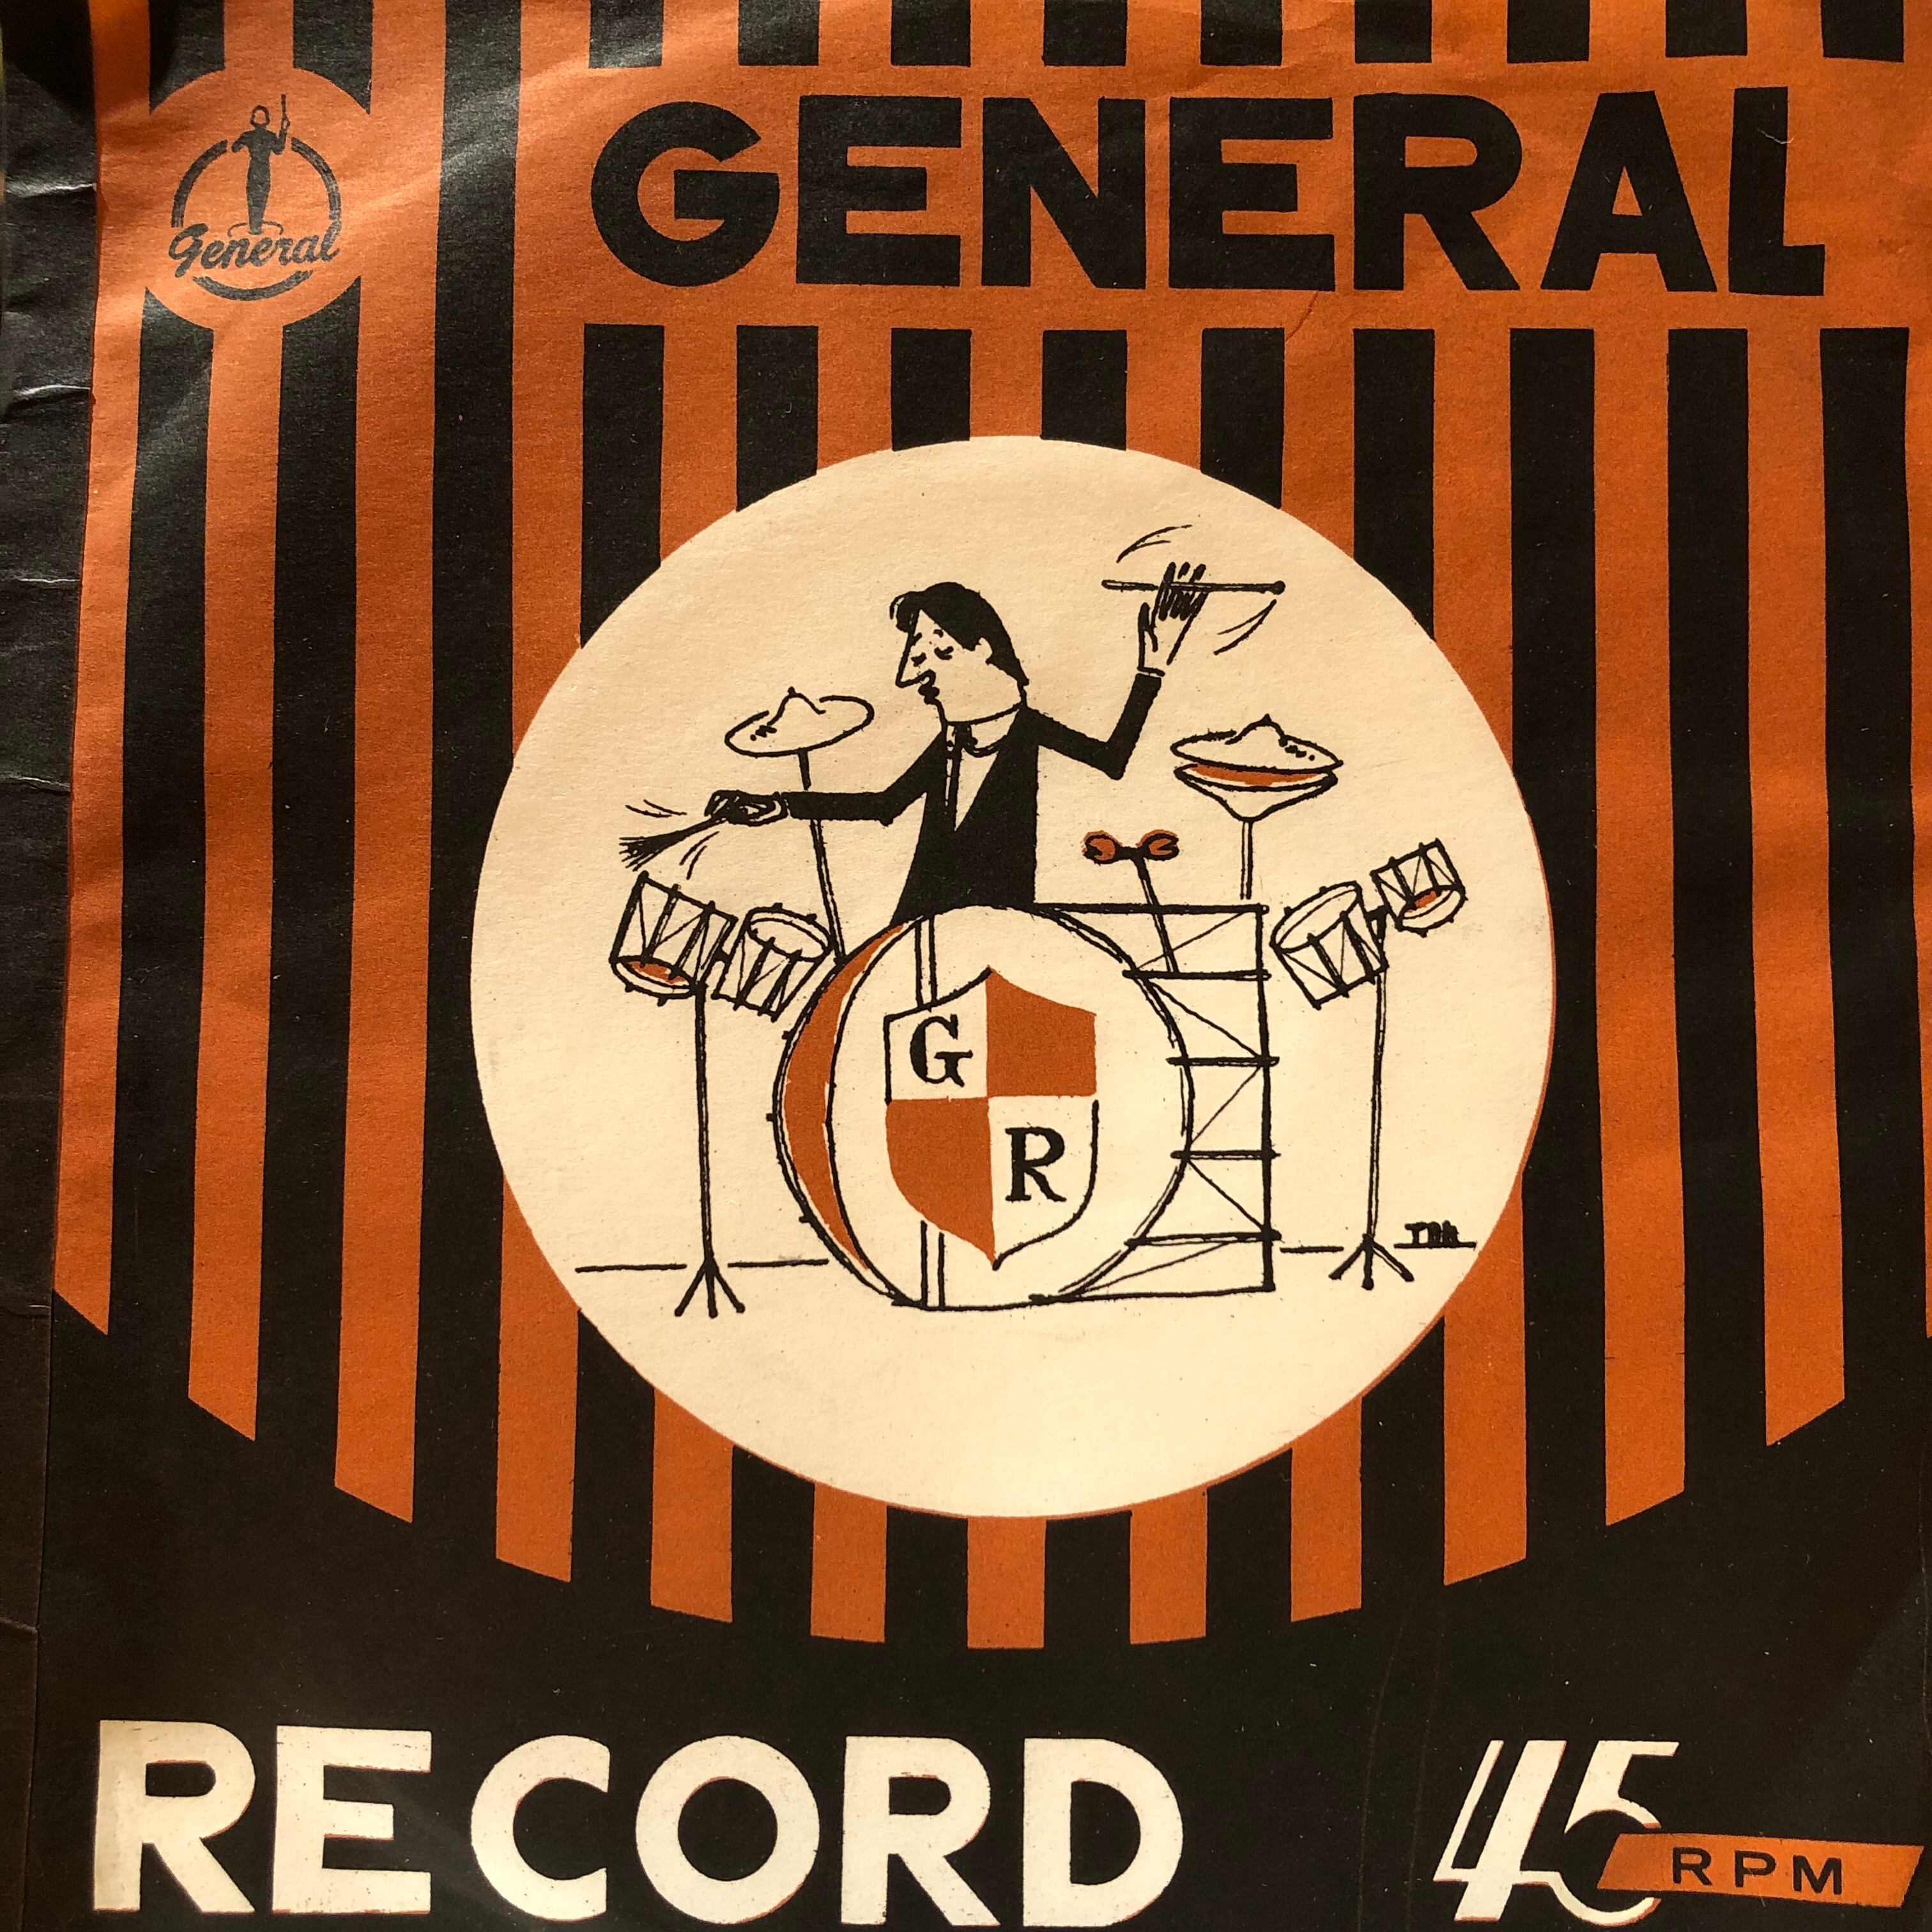 General
GENERAL
G
R
RECORD
45
RPM